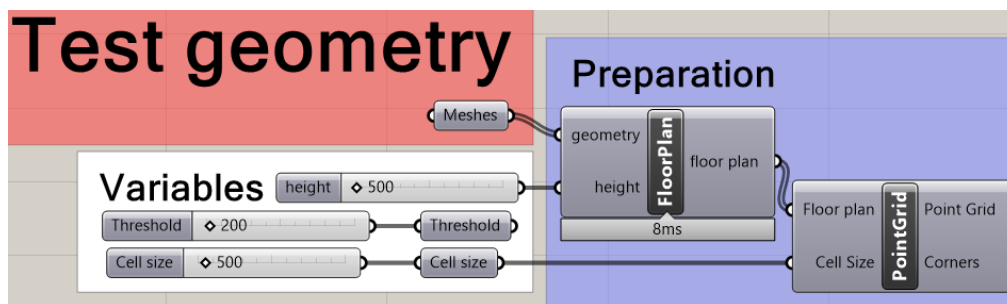 Test geometry
Preparation
Meshes
geometry
height
FloorPlan
floor plan
8ms
Variables
height
500
Threshold
200
Threshold
Cell size
500
Cell size
Floor plan
Cell Size
PointGrid
Point Grid
Corners